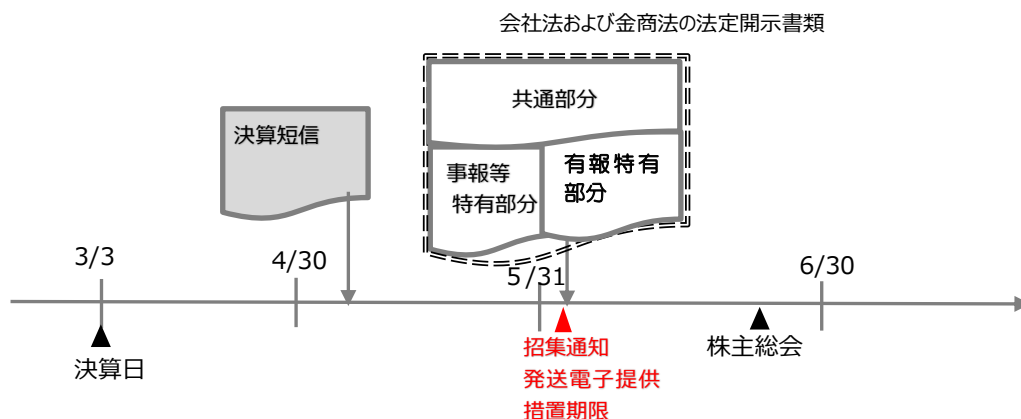 会社法および金商法の法定開示書類
共通部分
決算短信
事報等
特有部分
有報特有
部分
3/3
4/30
5/31
6/30
決算日
招集通知
発送電子提供
措置期限
株主総会